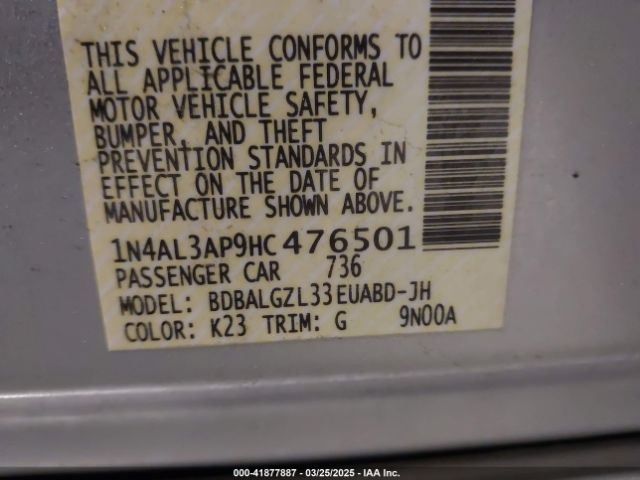 THIS VEHICLE CONFORMS TO
ALL APPLICABLE FEDERAL
MOTOR VEHICLE SAFETY,
BUMPER, AND THEFT
PREVENTION STANDARDS IN
EFFECT ON THE DATE OF
MANUFACTURE SHOWN ABOVE.
1N4AL3AP9HC476501
PASSENGER CAR 736
MODEL: BDBALGZL33EUABD-JH
COLOR: K23 TRIM: G 9N00A
000-41877887 - 03/25/2025 - IAA Inc.